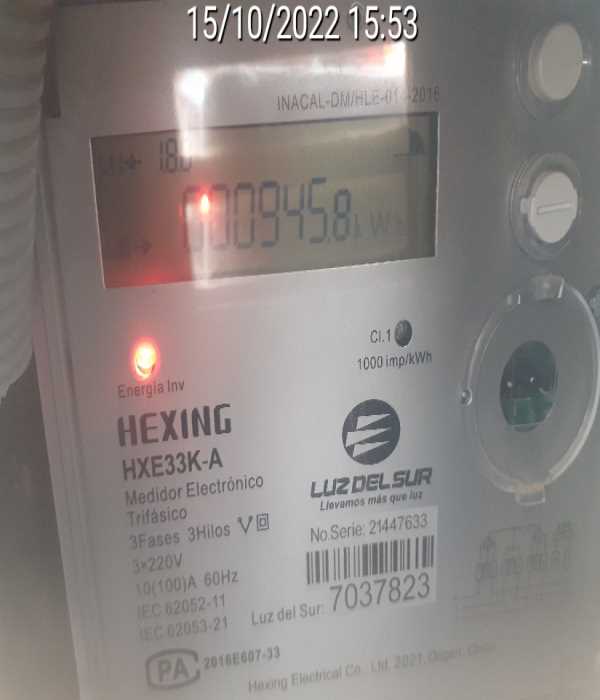 15/10/2022 15:53
INACAL-DM/HLE-01 -2016
18.0
000945.8 kWh
Cl.1
1000 imp/kWh
Energia Inv
HEXING
HXE33K-A
Medidor Electrónico
Trifásico
3Fases 3Hilos
3×220V
10(100)A 60Hz
IEC 62052-11
IEC 62053-21
LUZ DEL SUR
Llevamos más que luz
No.Serie: 21447633
Luz del Sur: 7037823
PA 2016E607-33
Hexing Electrical Co., Ltd. 2021,